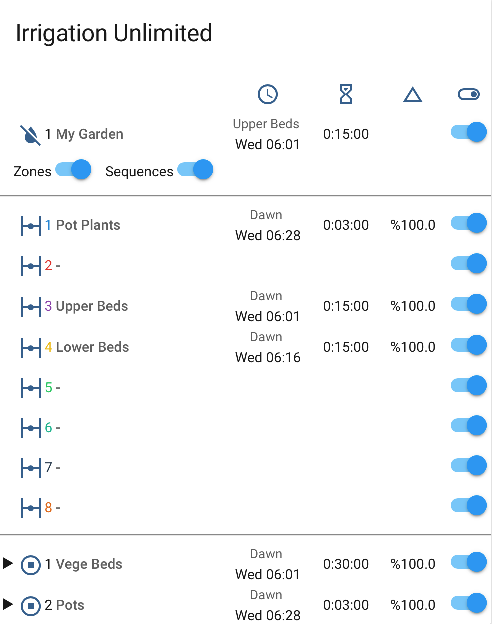 Irrigation Unlimited
1 My Garden
Upper Beds
Wed 06:01
0:15:00
Zones
Sequences
1 Pot Plants
Dawn
Wed 06:28
0:03:00
%100.0
2 -
3 Upper Beds
Dawn
Wed 06:01
0:15:00
%100.0
4 Lower Beds
Dawn
Wed 06:16
0:15:00
%100.0
5 -
6 -
7 -
8 -
1 Vege Beds
Dawn
Wed 06:01
0:30:00
%100.0
2 Pots
Dawn
Wed 06:28
0:03:00
%100.0